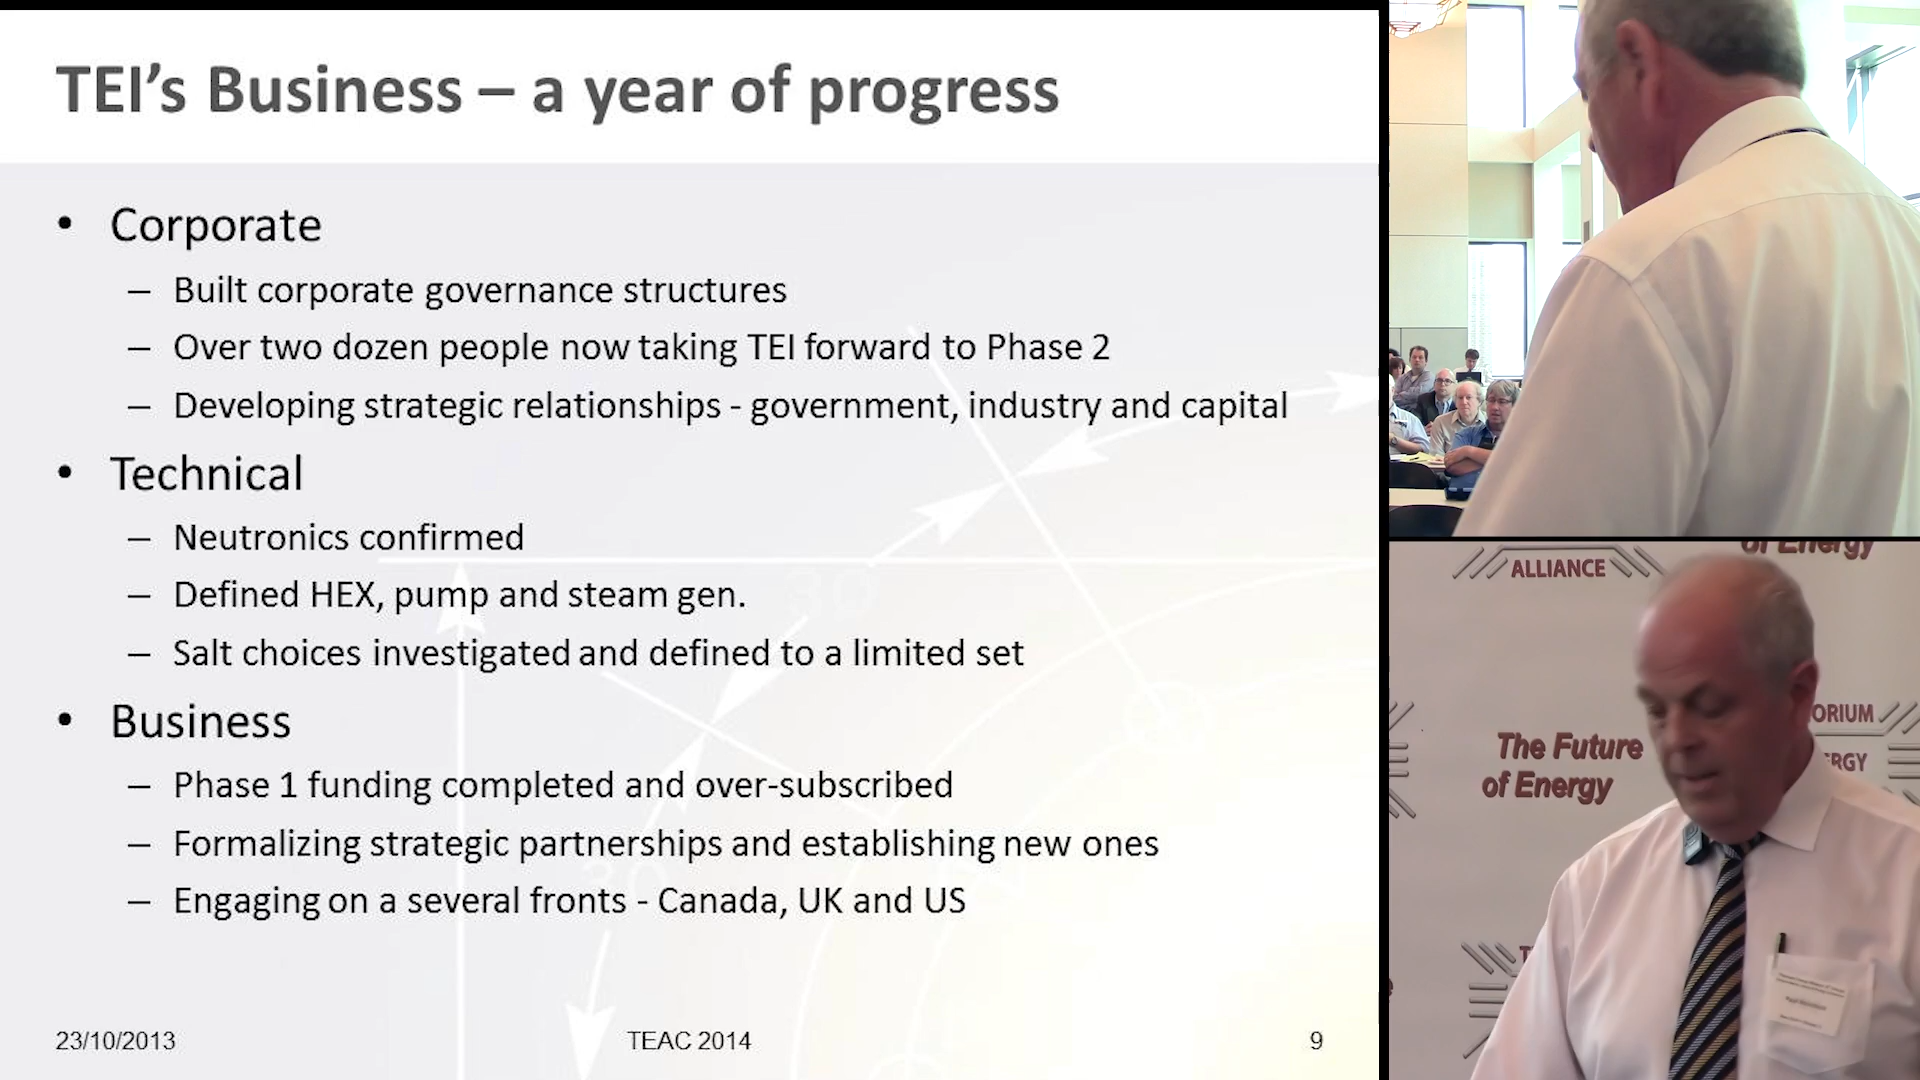 TEI’s Business – a year of progress
• Corporate
– Built corporate governance structures
– Over two dozen people now taking TEI forward to Phase 2
– Developing strategic relationships - government, industry and capital
• Technical
– Neutronics confirmed
– Defined HEX, pump and steam gen.
– Salt choices investigated and defined to a limited set
• Business
– Phase 1 funding completed and over-subscribed
– Formalizing strategic partnerships and establishing new ones
– Engaging on a several fronts - Canada, UK and US
23/10/2013
TEAC 2014
9
of Energy
ALLIANCE
The Future
of Energy